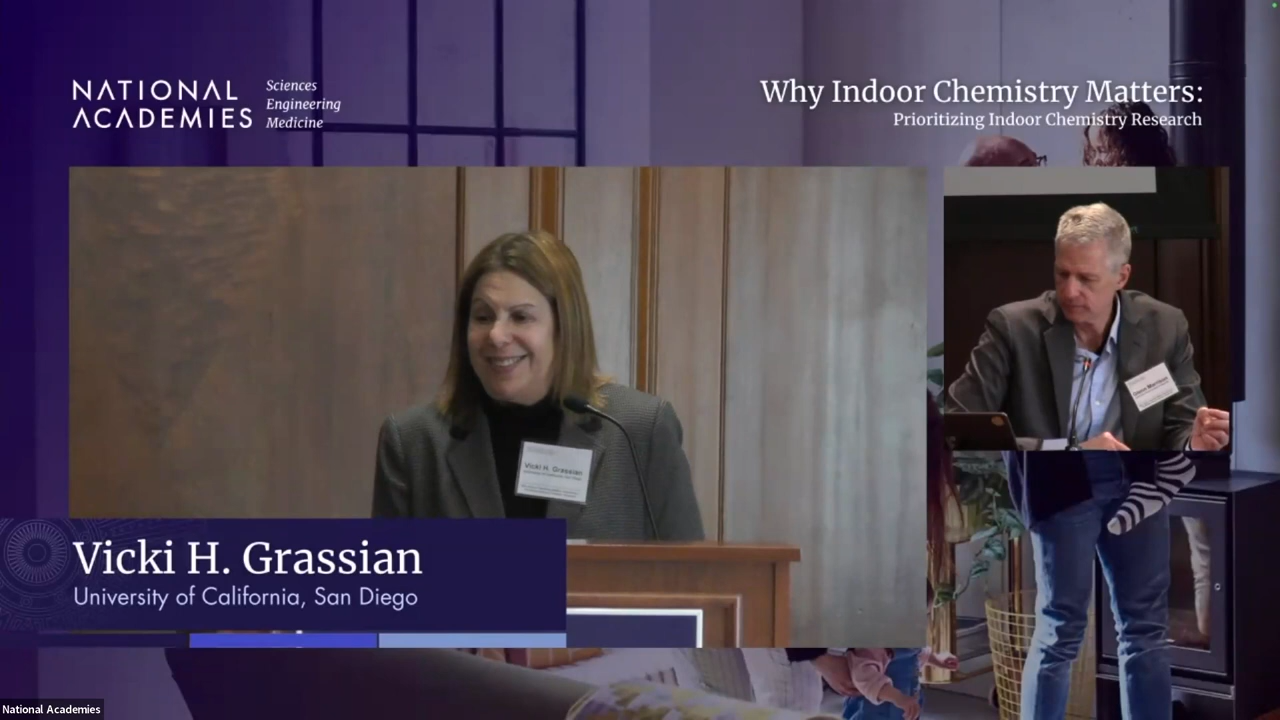 NATIONAL
ACADEMIES
Sciences
Engineering
Medicine
Why Indoor Chemistry Matters:
Prioritizing Indoor Chemistry Research
Vicki H. Grassian
Vicki H. Grassian
University of California, San Diego
National Academies